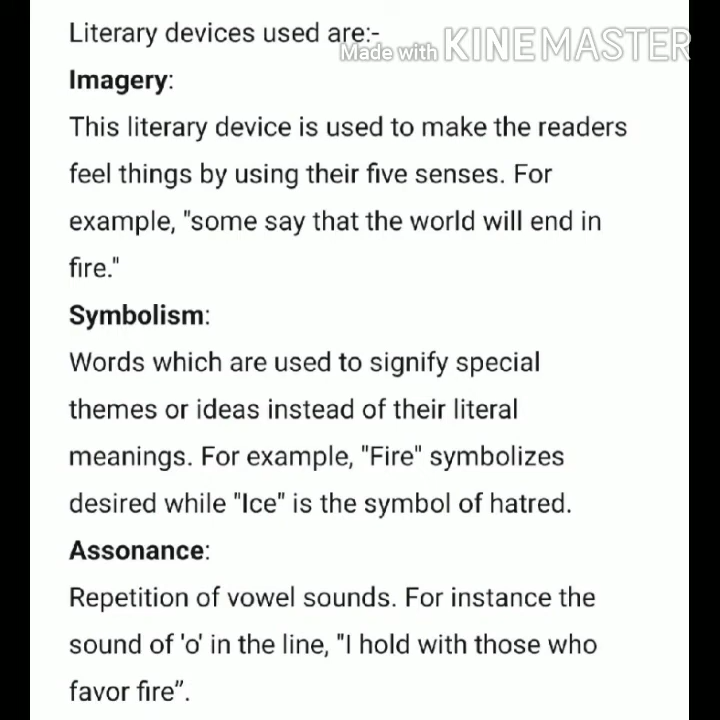 Literary devices used are:-
Made with KINEMASTER
Imagery:
This literary device is used to make the readers
feel things by using their five senses. For
example, "some say that the world will end in
fire."
Symbolism:
Words which are used to signify special
themes or ideas instead of their literal
meanings. For example, "Fire" symbolizes
desired while "Ice" is the symbol of hatred.
Assonance:
Repetition of vowel sounds. For instance the
sound of 'o' in the line, "I hold with those who
favor fire”.